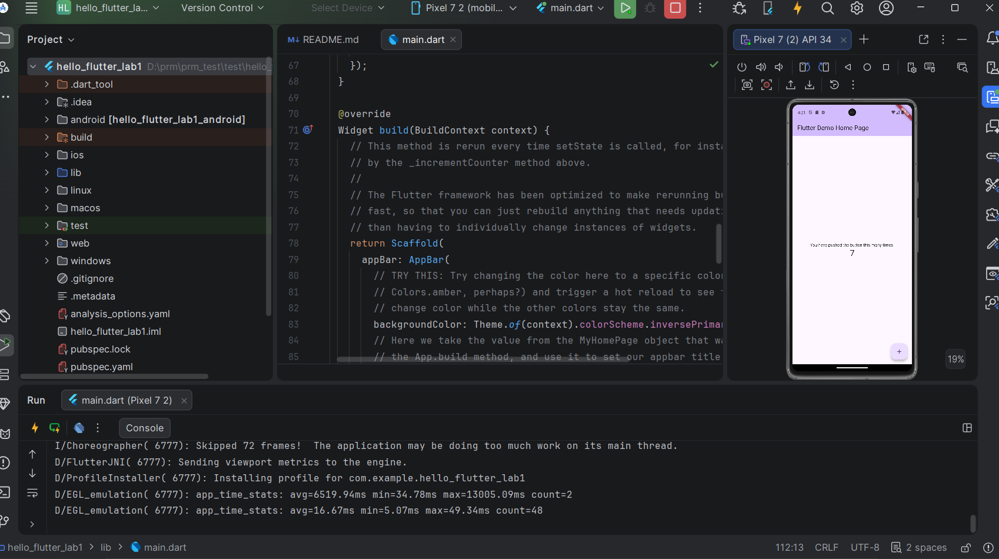 HL hello_flutter_la... Version Control Select Device Pixel 7 2 (mobil... main.dart
Project
hello_flutter_lab1 D:\prm\prm_test\test\hello_
.dart_tool
.idea
android [hello_flutter_lab1_android]
build
ios
lib
linux
macos
test
web
windows
.gitignore
.metadata
analysis_options.yaml
hello_flutter_lab1.iml
pubspec.lock
pubspec.yaml
README.md main.dart
67 });
68 }
69
70 @override
71 Widget build(BuildContext context) {
72 // This method is rerun every time setState is called, for insta
73 // by the _incrementCounter method above.
74 //
75 // The Flutter framework has been optimized to make rerunning bu
76 // fast, so that you can just rebuild anything that needs updati
77 // than having to individually change instances of widgets.
78 return Scaffold(
79 appBar: AppBar(
80 // TRY THIS: Try changing the color here to a specific color
81 // Colors.amber, perhaps?) and trigger a hot reload to see t
82 // change color while the other colors stay the same.
83 backgroundColor: Theme.of(context).colorScheme.inversePrimar
84 // Here we take the value from the MyHomePage object that wa
85 // the App.build method, and use it to set our appbar title
Pixel 7 (2) API 34
4:21
Flutter Demo Home Page
You have pushed the button this many times
7
+
19%
Run main.dart (Pixel 7 2)
Console
I/Choreographer( 6777): Skipped 72 frames!  The application may be doing too much work on its main thread.
D/FlutterJNI( 6777): Sending viewport metrics to the engine.
D/ProfileInstaller( 6777): Installing profile for com.example.hello_flutter_lab1
D/EGL_emulation( 6777): app_time_stats: avg=6519.94ms min=34.78ms max=13005.09ms count=2
D/EGL_emulation( 6777): app_time_stats: avg=16.67ms min=5.07ms max=49.34ms count=48
hello_flutter_lab1 > lib > main.dart 112:13 CRLF UTF-8 2 spaces